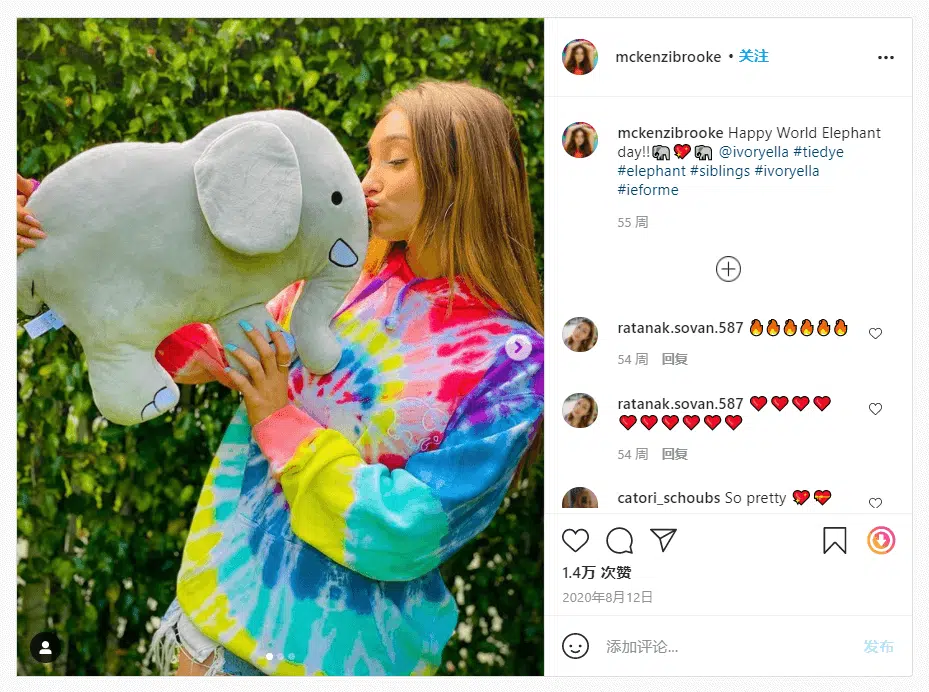 mckenzibrooke • 关注
mckenzibrooke Happy World Elephant
day!!🐘💖🐘 @ivoryella #tiedye
#elephant #siblings #ivoryella
#ieforme
55 周
ratanak.sovan.587 🔥🔥🔥🔥🔥🔥
54 周 回复
ratanak.sovan.587 ❤️❤️❤️❤️
❤️❤️❤️❤️❤️❤️
54 周 回复
catori_schoubs So pretty 💖💝
1.4万 次赞
2020年8月12日
添加评论...
发布